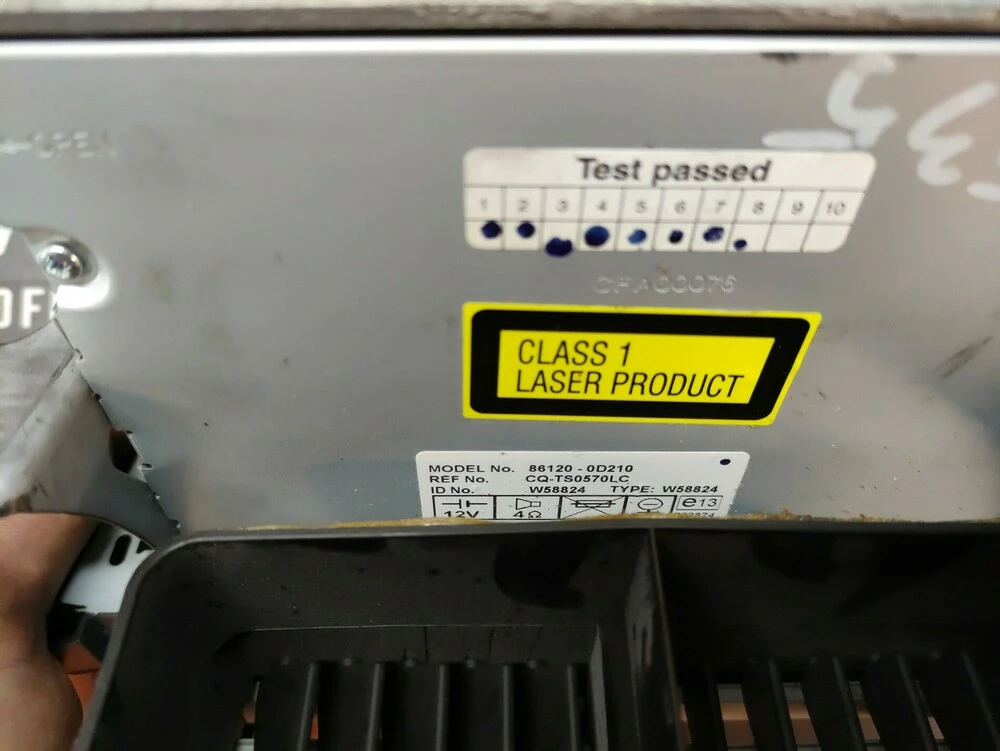 OPEN
Test passed
1 2 3 4 5 6 7 8 9 10
CLASS 1
LASER PRODUCT
MODEL No. 86120 - 0D210
REF No. CQ-TS0570LC
ID No. W58824 TYPE: W58824
12V 4Ω e13